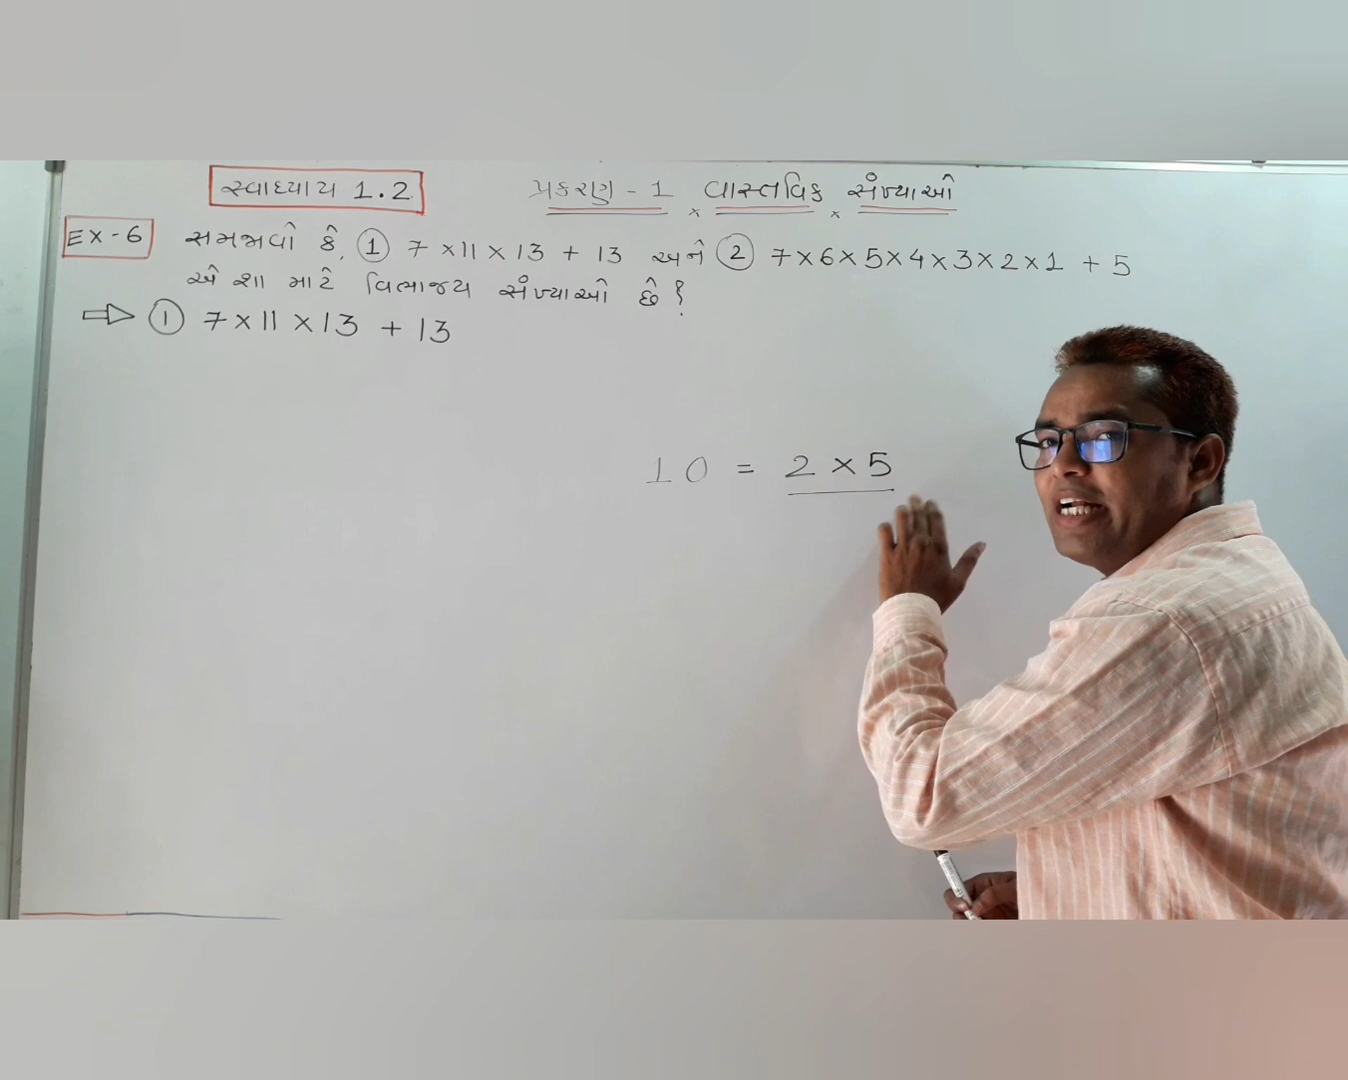 સ્વાધ્યાય 1.2
પ્રકરણ - 1 વાસ્તવિક સંખ્યાઓ
EX-6 સમજાવો કે, ① 7 × 11 × 13 + 13 અને ② 7 × 6 × 5 × 4 × 3 × 2 × 1 + 5
એ શા માટે વિભાજ્ય સંખ્યાઓ છે ?
⇒ ① 7 × 11 × 13 + 13
10 = 2 × 5